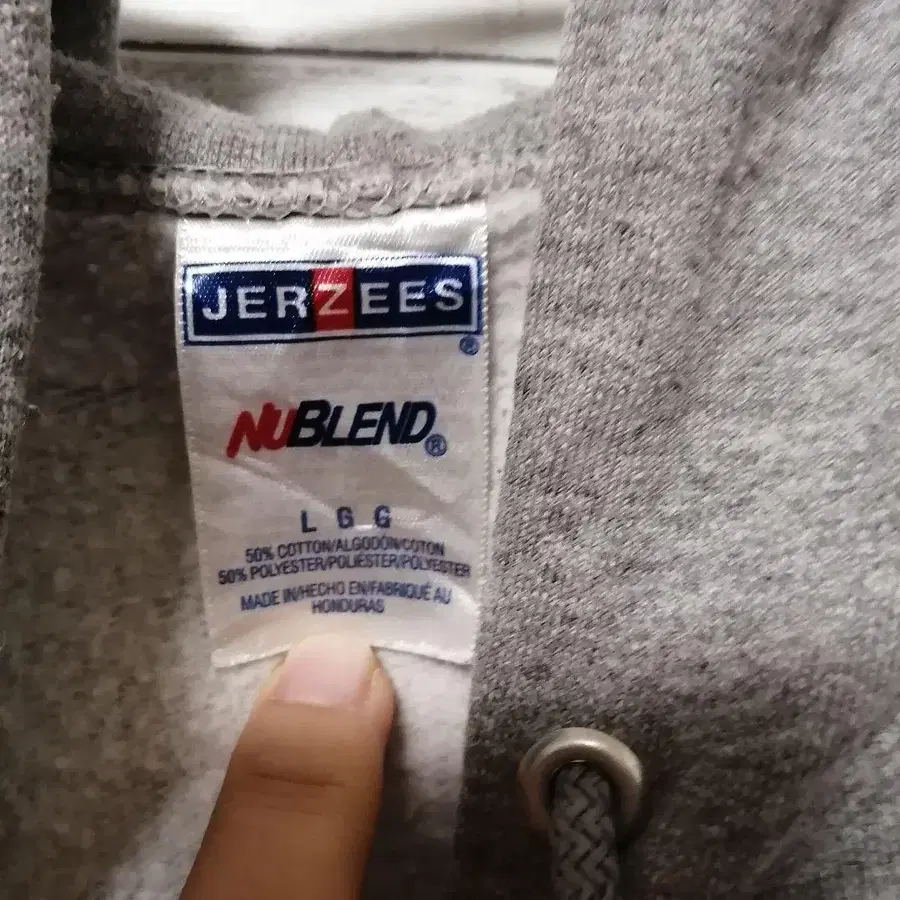 JERZEES®
NUBLEND®
L G G
50% COTTON/ALGODÓN/COTON
50% POLYESTER/POLIÉSTER/POLYESTER
MADE IN/HECHO EN/FABRIQUÉ AU
HONDURAS